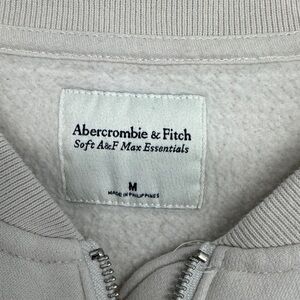 Abercrombie & Fitch
Soft A&F Max Essentials
M
MADE IN PHILIPPINES